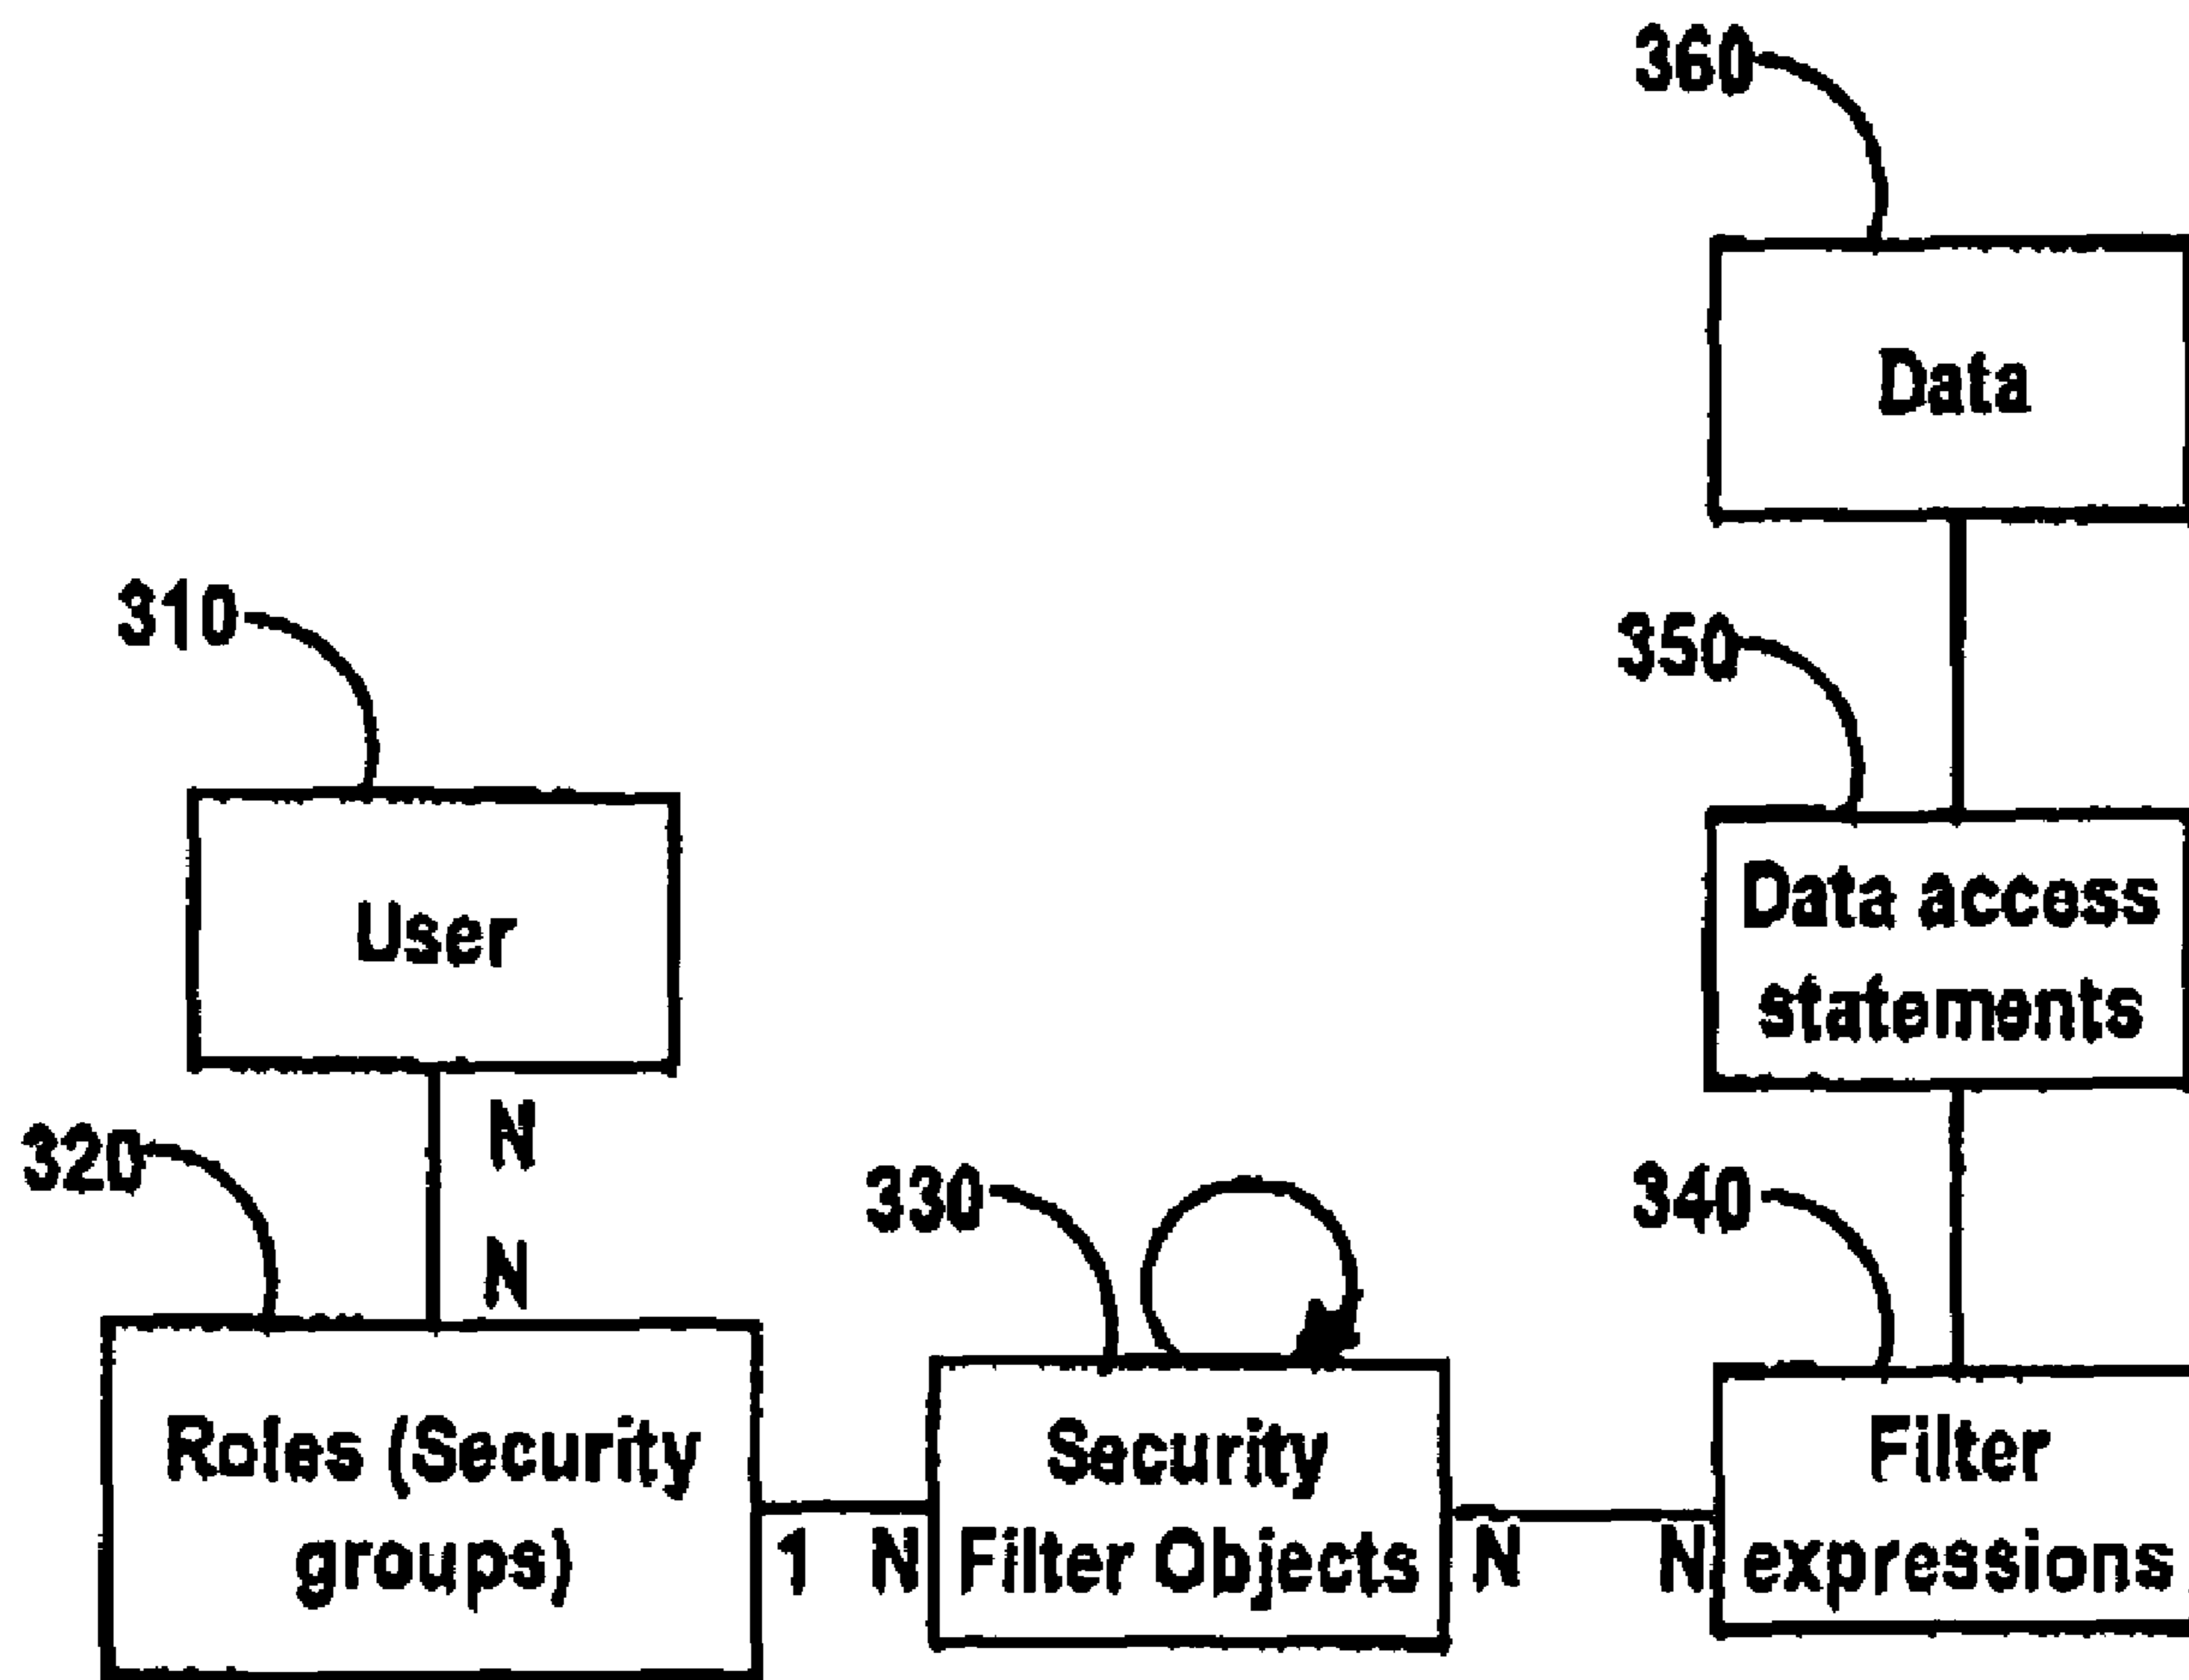 360
Data
310
350
User
Data access
statements
N
320
N
330
340
Roles (Security
groups)
1 N
Security
Filter Objects
N N
Filter
expressions